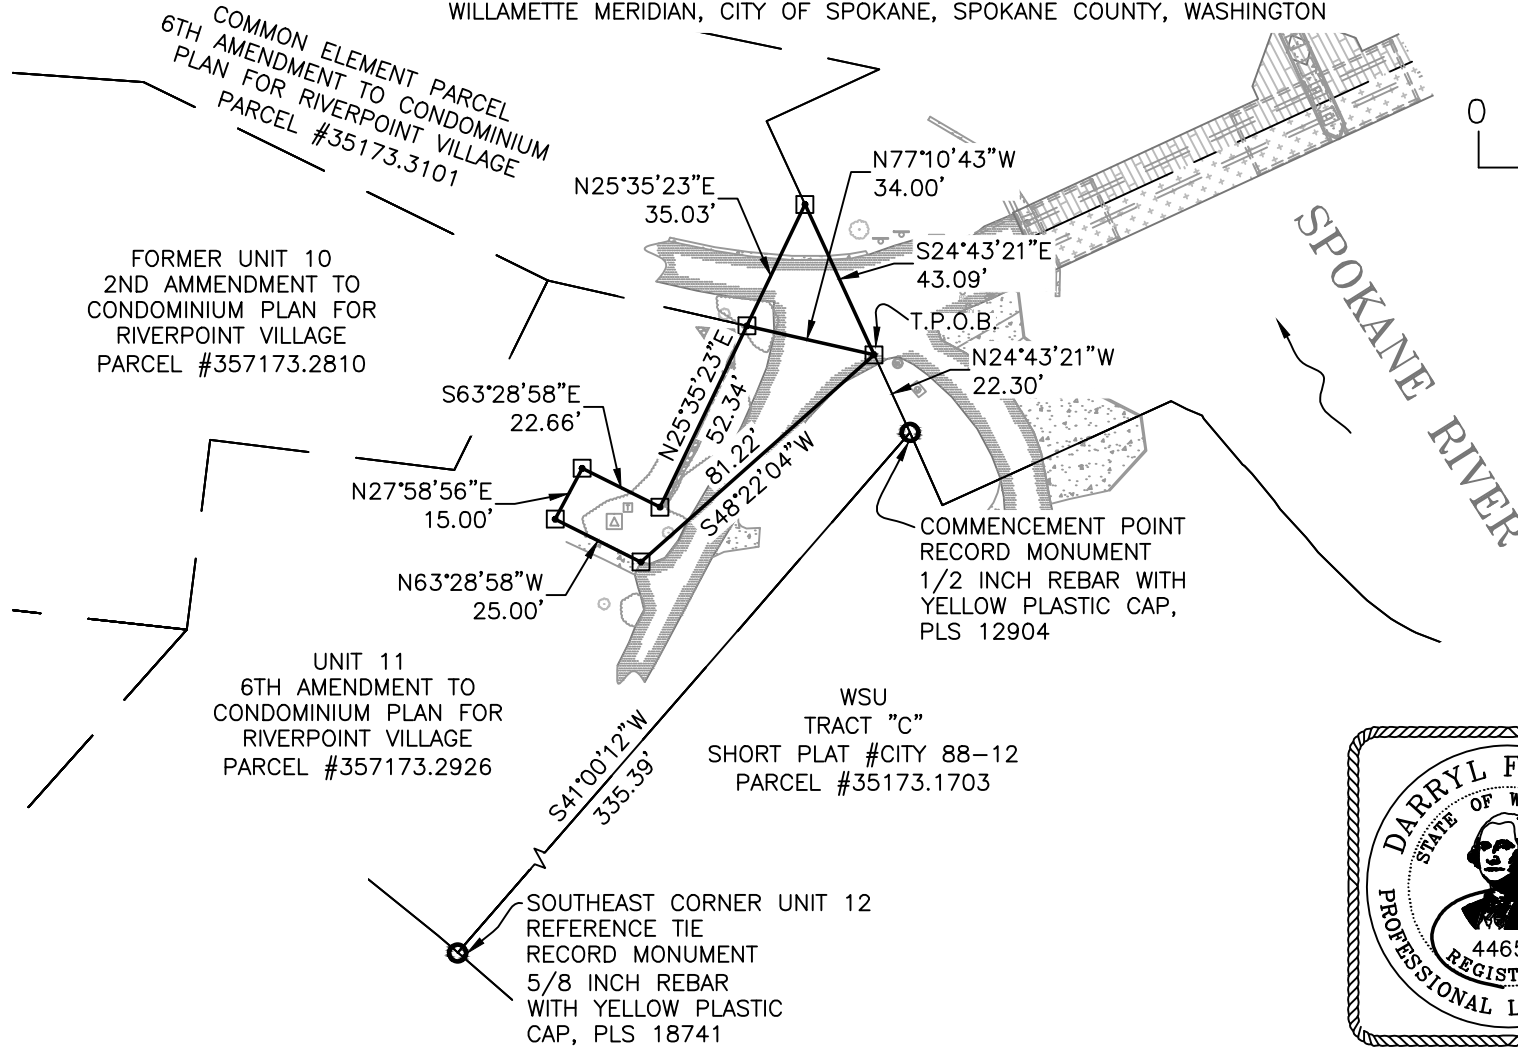 WILLAMETTE MERIDIAN, CITY OF SPOKANE, SPOKANE COUNTY, WASHINGTON
COMMON ELEMENT PARCEL
6TH AMENDMENT TO CONDOMINIUM
PLAN FOR RIVERPOINT VILLAGE
PARCEL #35173.3101
0
N77°10'43"W
34.00'
N25°35'23"E
35.03'
S24°43'21"E
43.09'
FORMER UNIT 10
2ND AMMENDMENT TO
CONDOMINIUM PLAN FOR
RIVERPOINT VILLAGE
PARCEL #357173.2810
T.P.O.B.
N24°43'21"W
22.30'
SPOKANE RIVER
S63°28'58"E
22.66'
N25°35'23"E
52.34'
81.22'
S48°22'04"W
N27°58'56"E
15.00'
N63°28'58"W
25.00'
COMMENCEMENT POINT
RECORD MONUMENT
1/2 INCH REBAR WITH
YELLOW PLASTIC CAP,
PLS 12904
UNIT 11
6TH AMENDMENT TO
CONDOMINIUM PLAN FOR
RIVERPOINT VILLAGE
PARCEL #357173.2926
WSU
TRACT "C"
SHORT PLAT #CITY 88-12
PARCEL #35173.1703
S41°00'12"W
335.39'
SOUTHEAST CORNER UNIT 12
REFERENCE TIE
RECORD MONUMENT
5/8 INCH REBAR
WITH YELLOW PLASTIC
CAP, PLS 18741
DARRYL F
STATE OF W
4465
REGIST
PROFESSIONAL L